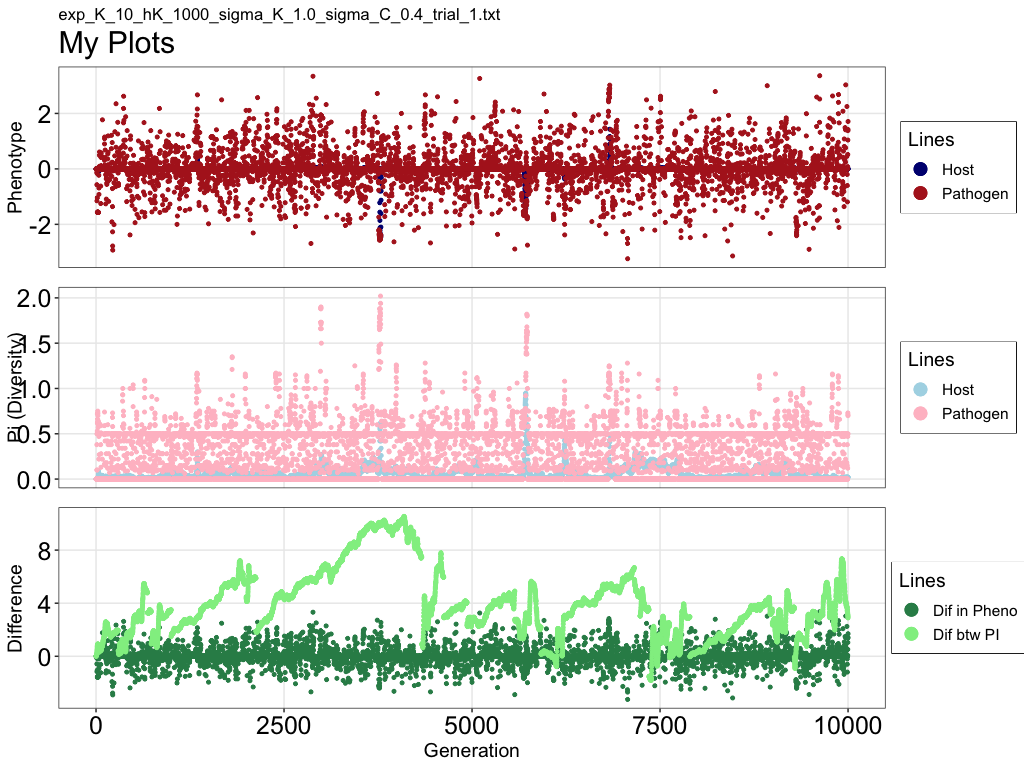 exp_K_10_hK_1000_sigma_K_1.0_sigma_C_0.4_trial_1.txt
My Plots
Phenotype
2
0
-2
Lines
Host
Pathogen
Pi (Diversity)
2.0
1.5
1.0
0.5
0.0
Lines
Host
Pathogen
Difference
8
4
0
Lines
Dif in Pheno
Dif btw PI
0 2500 5000 7500 10000
Generation